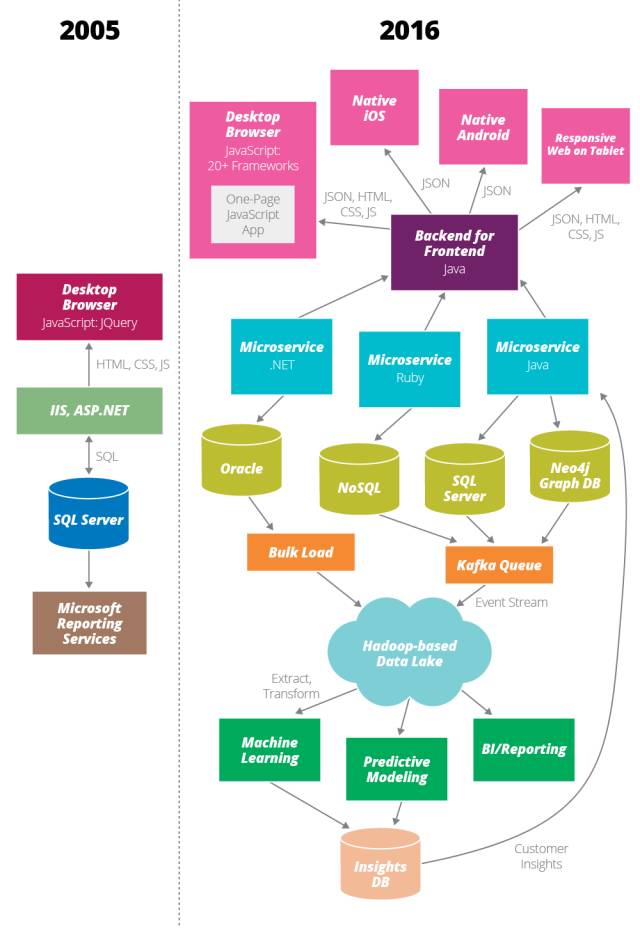 2005
Desktop
Browser
JavaScript: JQuery
HTML, CSS, JS
IIS, ASP.NET
SQL
SQL Server
Microsoft
Reporting
Services
2016
Desktop
Browser
JavaScript:
20+ Frameworks
One-Page
JavaScript
App
Native
iOS
Native
Android
Responsive
Web on Tablet
JSON, HTML,
CSS, JS
JSON
JSON
JSON, HTML,
CSS, JS
Backend for
Frontend
Java
Microservice
.NET
Microservice
Ruby
Microservice
Java
Oracle
NoSQL
SQL
Server
Neo4j
Graph DB
Bulk Load
Kafka Queue
Event Stream
Hadoop-based
Data Lake
Extract,
Transform
Machine
Learning
Predictive
Modeling
BI/Reporting
Insights
DB
Customer
Insights